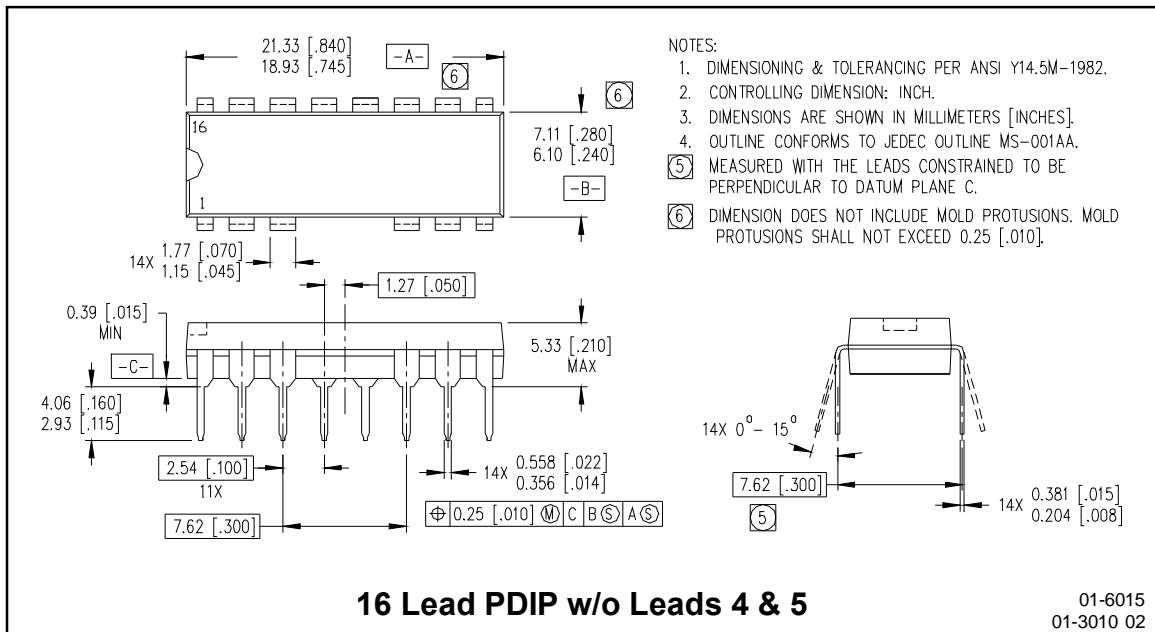 21.33 [.840]
18.93 [.745]
-A-
6
6
16
1
7.11 [.280]
6.10 [.240]
-B-
14X 1.77 [.070]
1.15 [.045]
1.27 [.050]
0.39 [.015]
MIN
-C-
5.33 [.210]
MAX
4.06 [.160]
2.93 [.115]
2.54 [.100]
11X
14X 0.558 [.022]
0.356 [.014]
7.62 [.300]
⌖ 0.25 [.010] Ⓜ C B Ⓢ A Ⓢ
NOTES:
1. DIMENSIONING & TOLERANCING PER ANSI Y14.5M-1982.
2. CONTROLLING DIMENSION: INCH.
3. DIMENSIONS ARE SHOWN IN MILLIMETERS [INCHES].
4. OUTLINE CONFORMS TO JEDEC OUTLINE MS-001AA.
5 MEASURED WITH THE LEADS CONSTRAINED TO BE
PERPENDICULAR TO DATUM PLANE C.
6 DIMENSION DOES NOT INCLUDE MOLD PROTUSIONS. MOLD
PROTUSIONS SHALL NOT EXCEED 0.25 [.010].
14X 0°- 15°
7.62 [.300]
5
14X 0.381 [.015]
0.204 [.008]
16 Lead PDIP w/o Leads 4 & 5
01-6015
01-3010 02